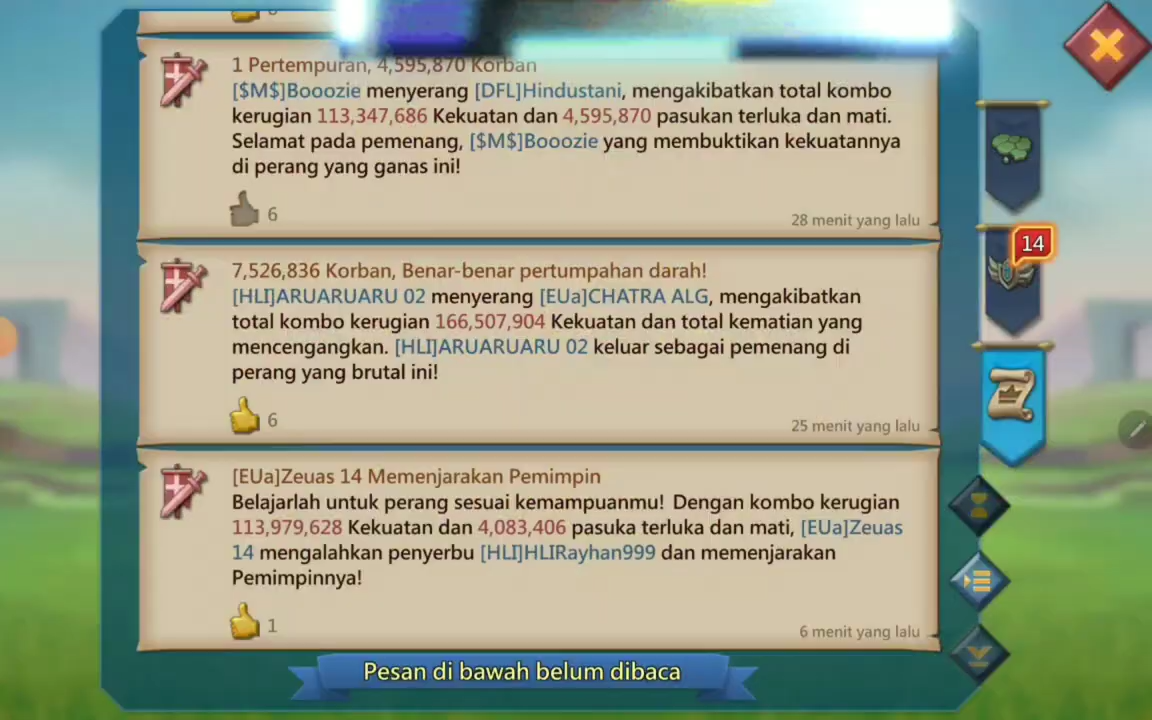 1 Pertempuran, 4,595,870 Korban
[$M$]Booozie menyerang [DFL]Hindustani, mengakibatkan total kombo
kerugian 113,347,686 Kekuatan dan 4,595,870 pasukan terluka dan mati.
Selamat pada pemenang, [$M$]Booozie yang membuktikan kekuatannya
di perang yang ganas ini!
6
28 menit yang lalu
14
7,526,836 Korban, Benar-benar pertumpahan darah!
[HLI]ARUARUARU 02 menyerang [EUa]CHATRA ALG, mengakibatkan
total kombo kerugian 166,507,904 Kekuatan dan total kematian yang
mencengangkan. [HLI]ARUARUARU 02 keluar sebagai pemenang di
perang yang brutal ini!
6
25 menit yang lalu
[EUa]Zeuas 14 Memenjarakan Pemimpin
Belajarlah untuk perang sesuai kemampuanmu! Dengan kombo kerugian
113,979,628 Kekuatan dan 4,083,406 pasuka terluka dan mati, [EUa]Zeuas
14 mengalahkan penyerbu [HLI]HLIRayhan999 dan memenjarakan
Pemimpinnya!
1
6 menit yang lalu
Pesan di bawah belum dibaca